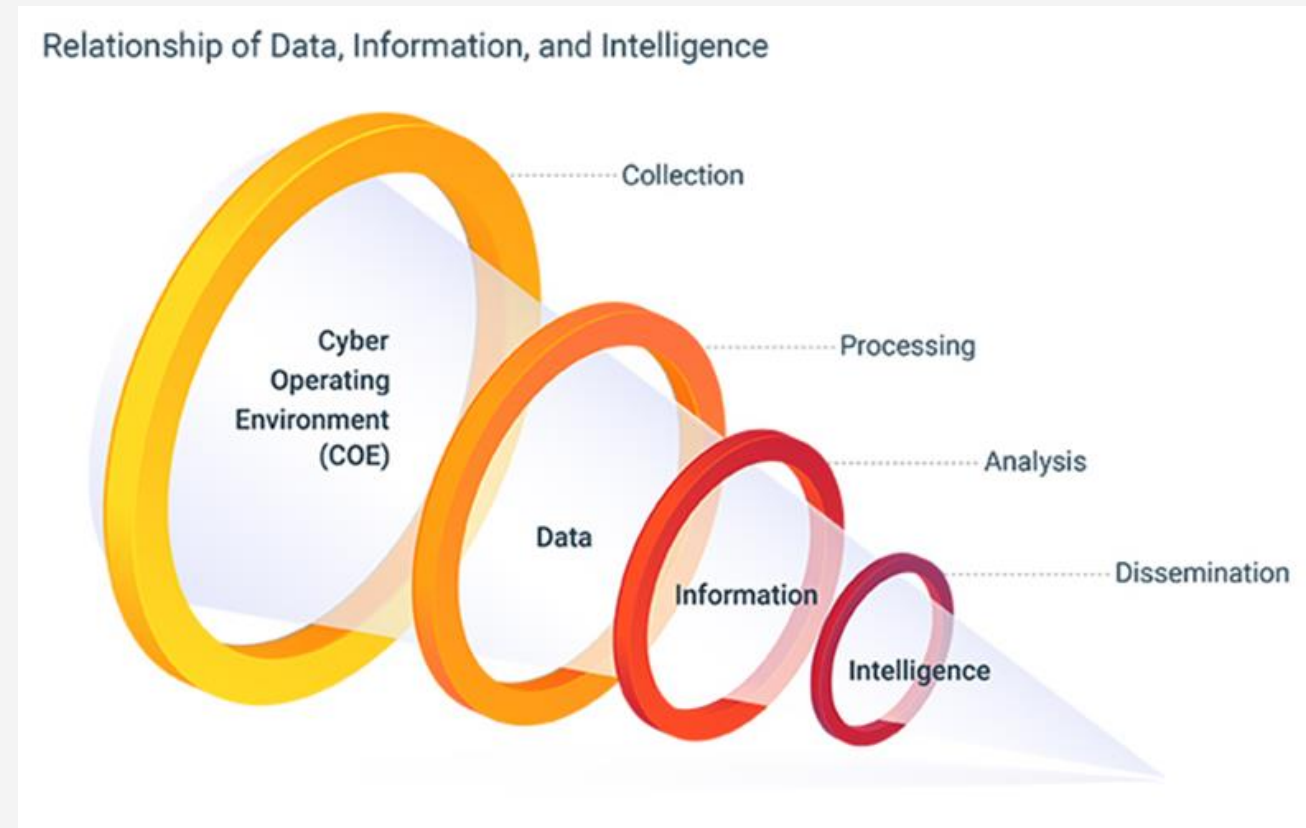 Relationship of Data, Information, and Intelligence
Collection
Cyber
Operating
Environment
(COE)
Processing
Data
Analysis
Information
Dissemination
Intelligence